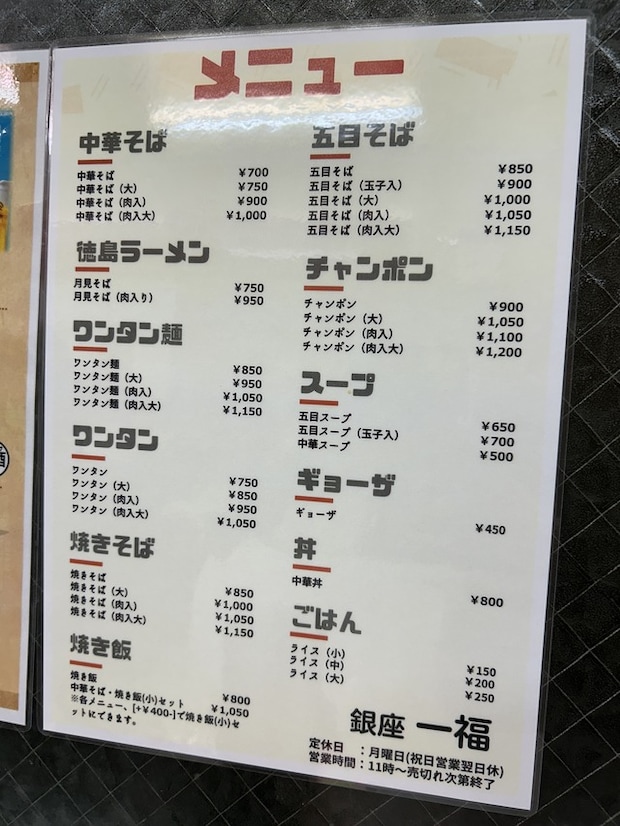 メニュー
中華そば
中華そば ¥700
中華そば（大） ¥750
中華そば（肉入） ¥900
中華そば（肉入大） ¥1,000
徳島ラーメン
月見そば ¥750
月見そば（肉入り） ¥950
ワンタン麺
ワンタン麺 ¥850
ワンタン麺（大） ¥950
ワンタン麺（肉入） ¥1,050
ワンタン麺（肉入大） ¥1,150
ワンタン
ワンタン ¥750
ワンタン（大） ¥850
ワンタン（肉入） ¥950
ワンタン（肉入大） ¥1,050
焼きそば
焼きそば ¥850
焼きそば（大） ¥1,000
焼きそば（肉入） ¥1,050
焼きそば（肉入大） ¥1,150
焼き飯
焼き飯 ¥800
中華そば・焼き飯(小)セット ¥1,050
※各メニュー、[+¥400-]で焼き飯(小)セ
ットにできます。
五目そば
五目そば ¥850
五目そば（玉子入） ¥900
五目そば（大） ¥1,000
五目そば（肉入） ¥1,050
五目そば（肉入大） ¥1,150
チャンポン
チャンポン ¥900
チャンポン（大） ¥1,050
チャンポン（肉入） ¥1,100
チャンポン（肉入大） ¥1,200
スープ
五目スープ ¥650
五目スープ（玉子入） ¥700
中華スープ ¥500
ギョーザ
ギョーザ ¥450
丼
中華丼 ¥800
ごはん
ライス（小） ¥150
ライス（中） ¥200
ライス（大） ¥250
銀座 一福
定休日 ：月曜日(祝日営業翌日休)
営業時間：11時～売切れ次第終了
酒